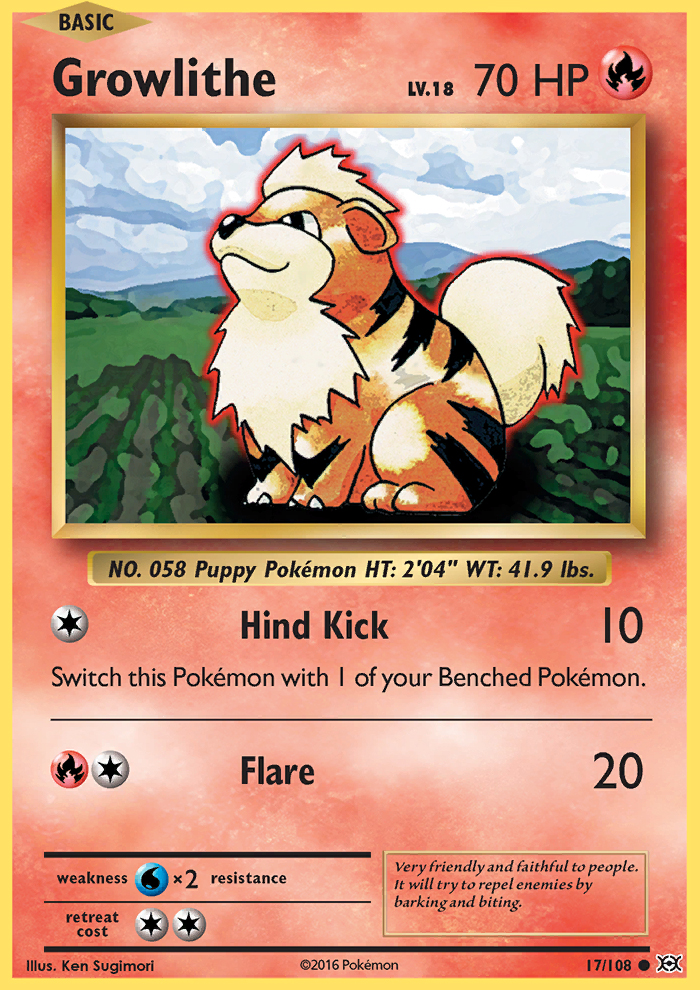 BASIC
Growlithe LV.18 70 HP
NO. 058 Puppy Pokémon HT: 2'04" WT: 41.9 lbs.
Hind Kick 10
Switch this Pokémon with 1 of your Benched Pokémon.
Flare 20
weakness ×2 resistance
retreat
cost
Very friendly and faithful to people.
It will try to repel enemies by
barking and biting.
Illus. Ken Sugimori ©2016 Pokémon 17/108